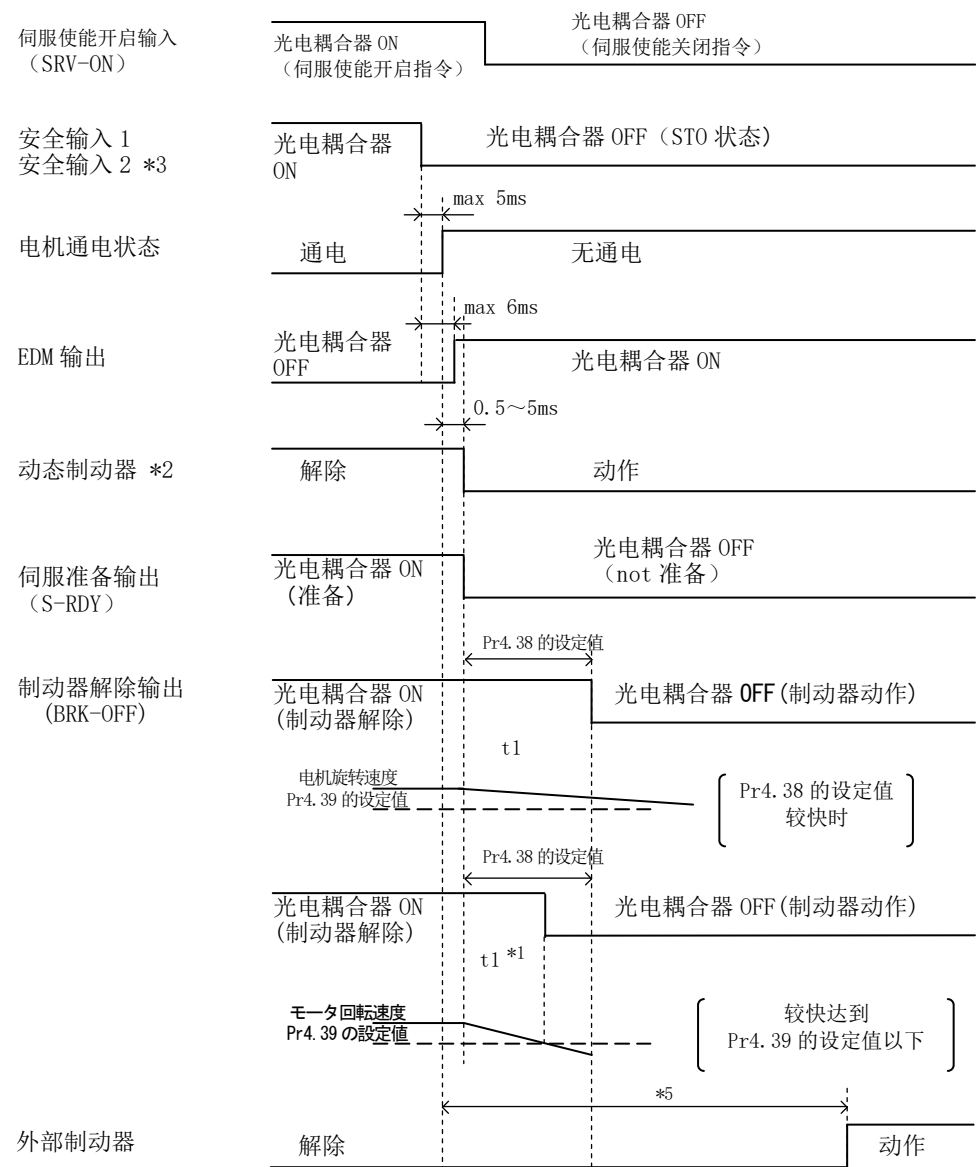 伺服使能开启输入
（SRV-ON）
光电耦合器 ON
（伺服使能开启指令）
光电耦合器 OFF
（伺服使能关闭指令）
安全输入 1
安全输入 2 *3
光电耦合器
ON
光电耦合器 OFF（STO 状态)
max 5ms
电机通电状态
通电
无通电
max 6ms
EDM 输出
光电耦合器
OFF
光电耦合器 ON
0.5～5ms
动态制动器 *2
解除
动作
伺服准备输出
（S-RDY）
光电耦合器 ON
(准备)
光电耦合器 OFF
（not 准备）
Pr4.38 的设定值
制动器解除输出
(BRK-OFF)
光电耦合器 ON
(制动器解除)
光电耦合器 OFF(制动器动作)
t1
电机旋转速度
Pr4.39 的设定值
Pr4.38 的设定值
较快时
Pr4.38 的设定值
光电耦合器 ON
(制动器解除)
光电耦合器 OFF(制动器动作)
t1 *1
モータ回転速度
Pr4.39 の設定値
较快达到
Pr4.39 的设定值以下
*5
外部制动器
解除
动作